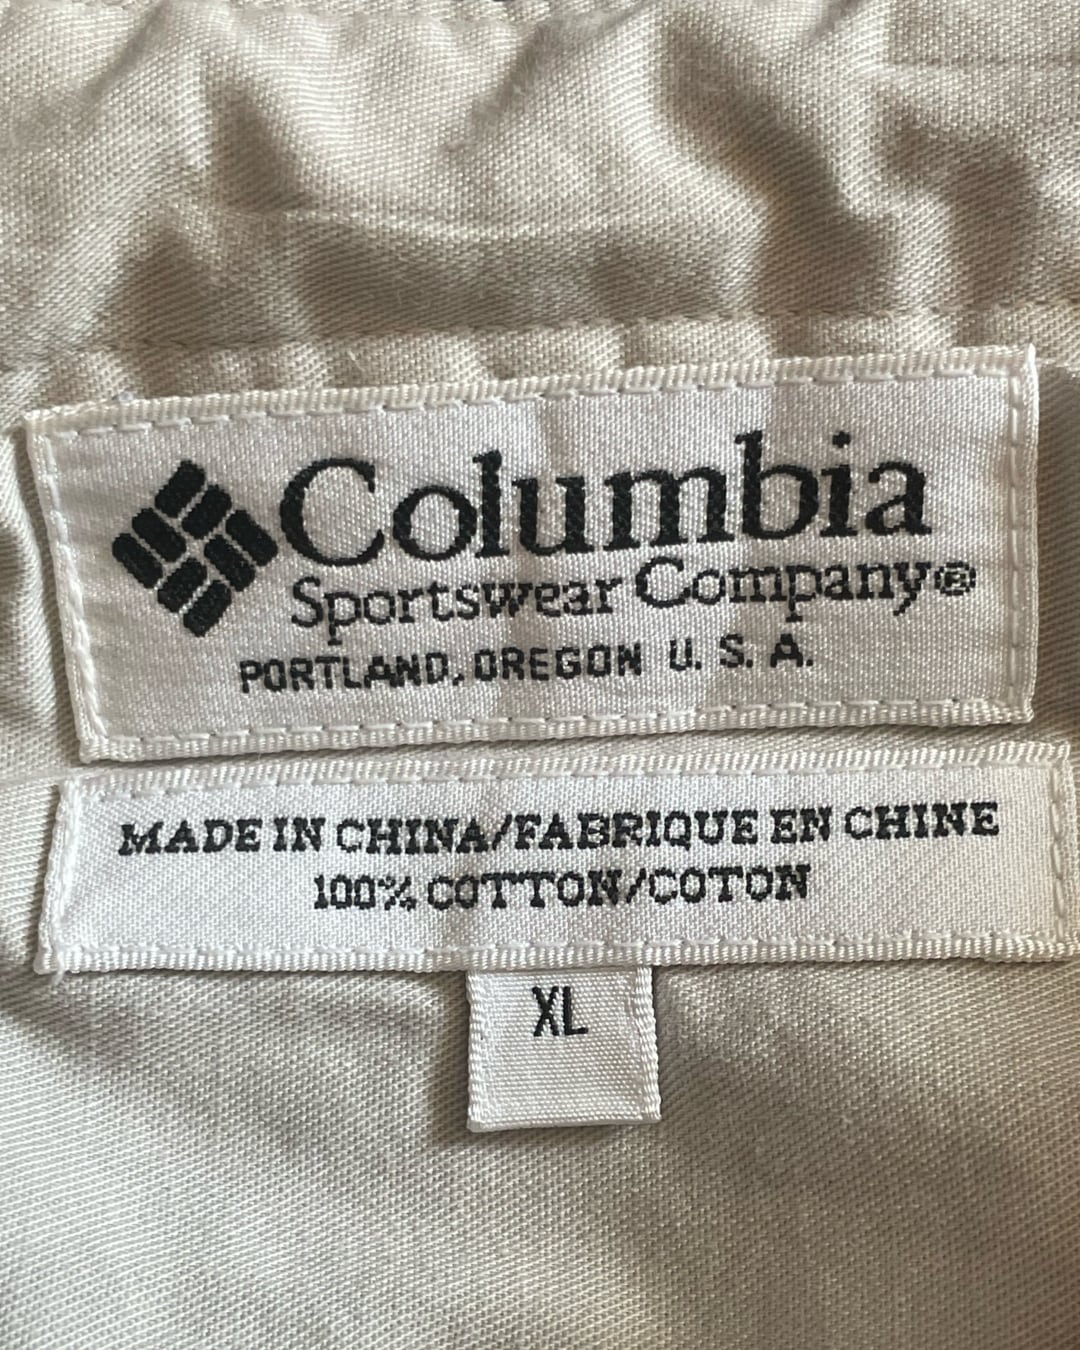 Columbia
Sportswear Company®
PORTLAND, OREGON U. S. A.
MADE IN CHINA/FABRIQUE EN CHINE
100% COTTON/COTON
XL